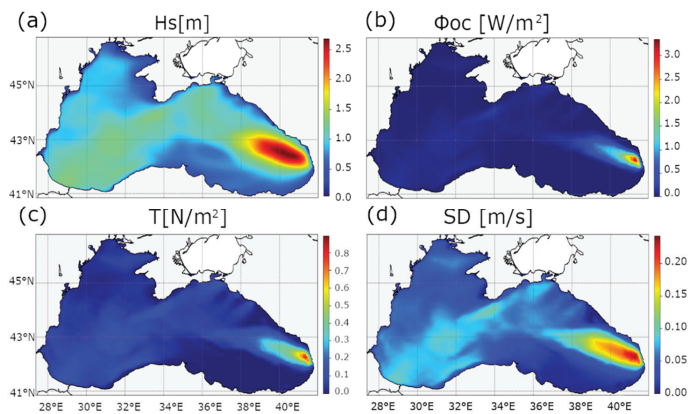 (a) Hs[m]
(b) Φoc [W/m²]
45°N
43°N
41°N
2.5
2.0
1.5
1.0
0.5
0.0
3.0
2.5
2.0
1.5
1.0
0.5
0.0
(c) T[N/m²]
(d) SD [m/s]
45°N
43°N
41°N
0.8
0.7
0.6
0.5
0.4
0.3
0.2
0.1
0.0
0.20
0.15
0.10
0.05
0.00
28°E 30°E 32°E 34°E 36°E 38°E 40°E
28°E 30°E 32°E 34°E 36°E 38°E 40°E